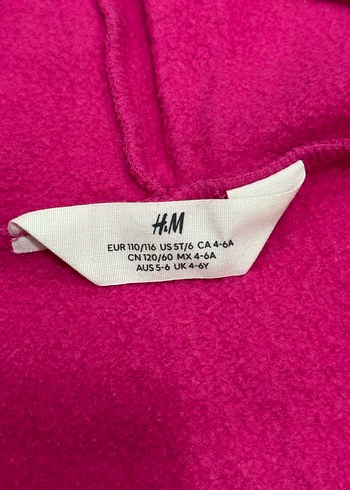 H&M
EUR 110/116 US 5T/6 CA 4-6A
CN 120/60 MX 4-6A
AUS 5-6 UK 4-6Y